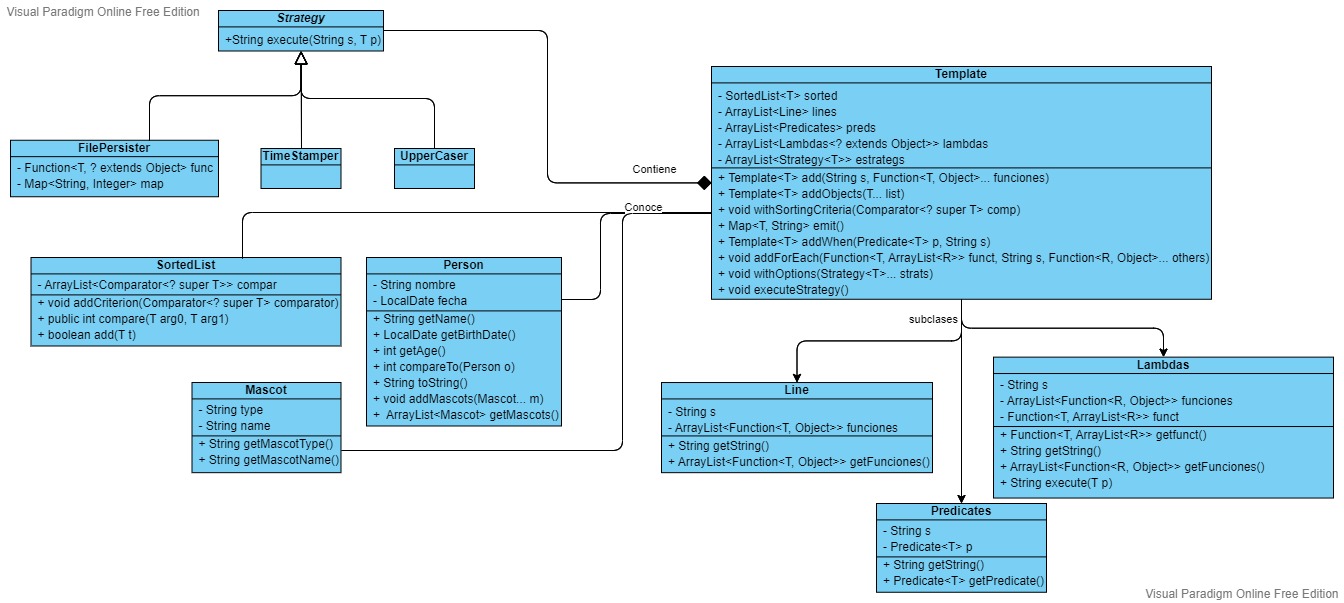 Visual Paradigm Online Free Edition
Strategy
+String execute(String s, T p)
FilePersister
- Function<T, ? extends Object> func
- Map<String, Integer> map
TimeStamper
UpperCaser
Contiene
Conoce
Template
- SortedList<T> sorted
- ArrayList<Line> lines
- ArrayList<Predicates> preds
- ArrayList<Lambdas<? extends Object>> lambdas
- ArrayList<Strategy<T>> estrategs
+ Template<T> add(String s, Function<T, Object>... funciones)
+ Template<T> addObjects(T... list)
+ void withSortingCriteria(Comparator<? super T> comp)
+ Map<T, String> emit()
+ Template<T> addWhen(Predicate<T> p, String s)
+ void addForEach(Function<T, ArrayList<R>> funct, String s, Function<R, Object>... others)
+ void withOptions(Strategy<T>... strats)
+ void executeStrategy()
SortedList
- ArrayList<Comparator<? super T>> compar
+ void addCriterion(Comparator<? super T> comparator)
+ public int compare(T arg0, T arg1)
+ boolean add(T t)
Person
- String nombre
- LocalDate fecha
+ String getName()
+ LocalDate getBirthDate()
+ int getAge()
+ int compareTo(Person o)
+ String toString()
+ void addMascots(Mascot... m)
+ ArrayList<Mascot> getMascots()
Mascot
- String type
- String name
+ String getMascotType()
+ String getMascotName()
subclases
Line
- String s
- ArrayList<Function<T, Object>> funciones
+ String getString()
+ ArrayList<Function<T, Object>> getFunciones()
Lambdas
- String s
- ArrayList<Function<R, Object>> funciones
- Function<T, ArrayList<R>> funct
+ Function<T, ArrayList<R>> getfunct()
+ String getString()
+ ArrayList<Function<R, Object>> getFunciones()
+ String execute(T p)
Predicates
- String s
- Predicate<T> p
+ String getString()
+ Predicate<T> getPredicate()
Visual Paradigm Online Free Edition